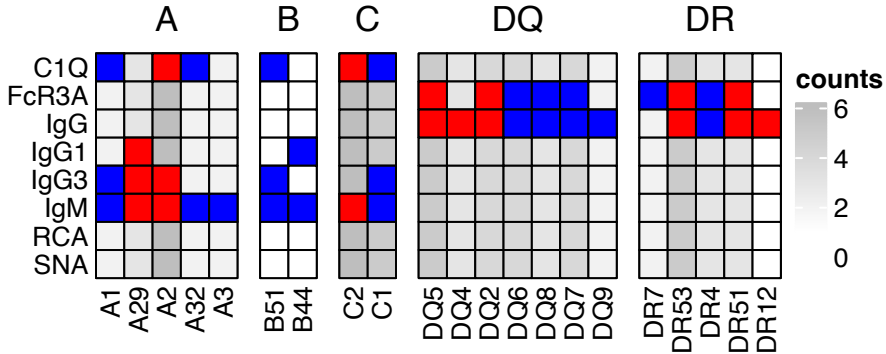 A B C DQ DR
C1Q
FcR3A
IgG
IgG1
IgG3
IgM
RCA
SNA
A1 A29 A2 A32 A3 B51 B44 C2 C1 DQ5 DQ4 DQ2 DQ6 DQ8 DQ7 DQ9 DR7 DR53 DR4 DR51 DR12
counts
6
4
2
0